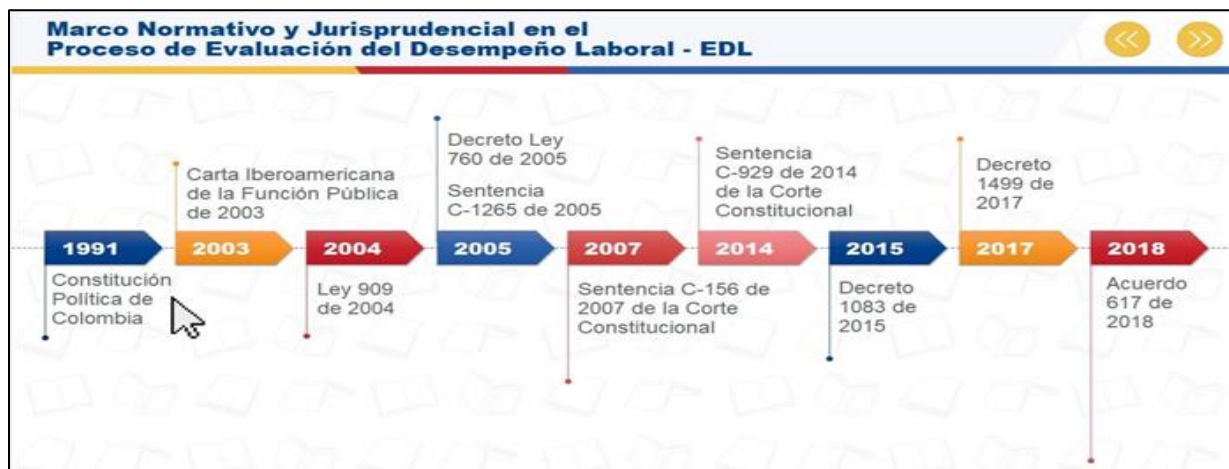 Marco Normativo y Jurisprudencial en el
Proceso de Evaluación del Desempeño Laboral - EDL
1991
Constitución
Política de
Colombia
Carta Iberoamericana
de la Función Pública
de 2003
2003
2004
Ley 909
de 2004
Decreto Ley
760 de 2005
Sentencia
C-1265 de 2005
2005
2007
Sentencia C-156 de
2007 de la Corte
Constitucional
Sentencia
C-929 de 2014
de la Corte
Constitucional
2014
2015
Decreto
1083 de
2015
Decreto
1499 de
2017
2017
2018
Acuerdo
617 de
2018